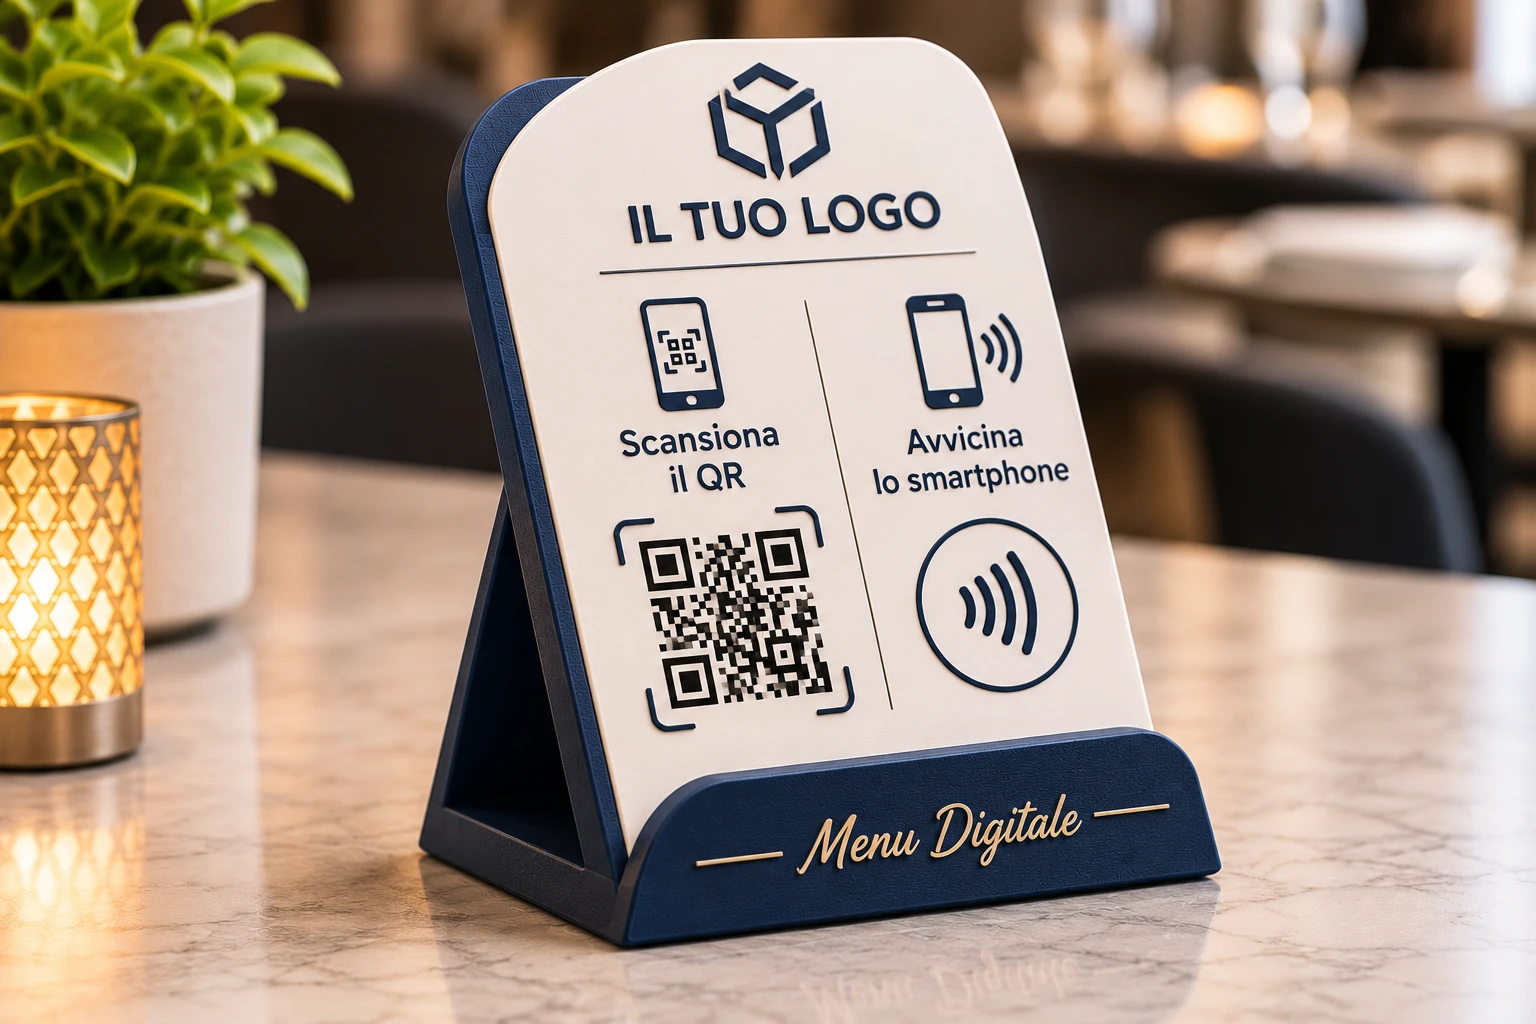 IL TUO LOGO
Scansiona
il QR
Avvicina
lo smartphone
Menu Digitale